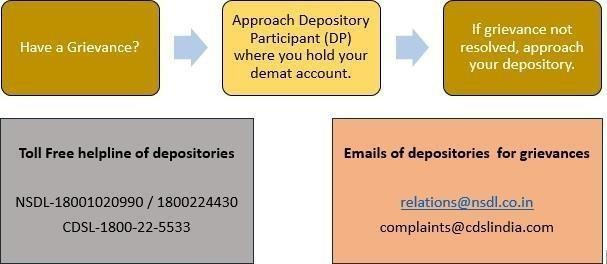 Have a Grievance?
Approach Depository
Participant (DP)
where you hold your
demat account.
If grievance not
resolved, approach
your depository.
Toll Free helpline of depositories
NSDL-18001020990 / 1800224430
CDSL-1800-22-5533
Emails of depositories for grievances
relations@nsdl.co.in
complaints@cdslindia.com